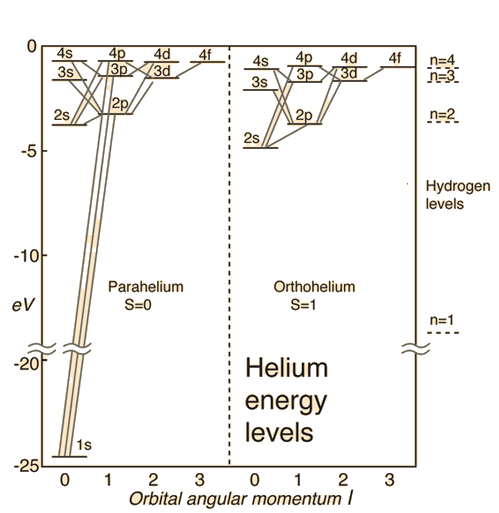 0
4s 4p 4d 4f
3s 3p 3d
2s 2p
4s 4p 4d 4f
3s 3p 3d
2s 2p
n=4
n=3
n=2
-5
Hydrogen
levels
-10
eV
Parahelium
S=0
Orthohelium
S=1
n=1
-20
Helium
energy
levels
1s
-25
0 1 2 3 0 1 2 3
Orbital angular momentum l